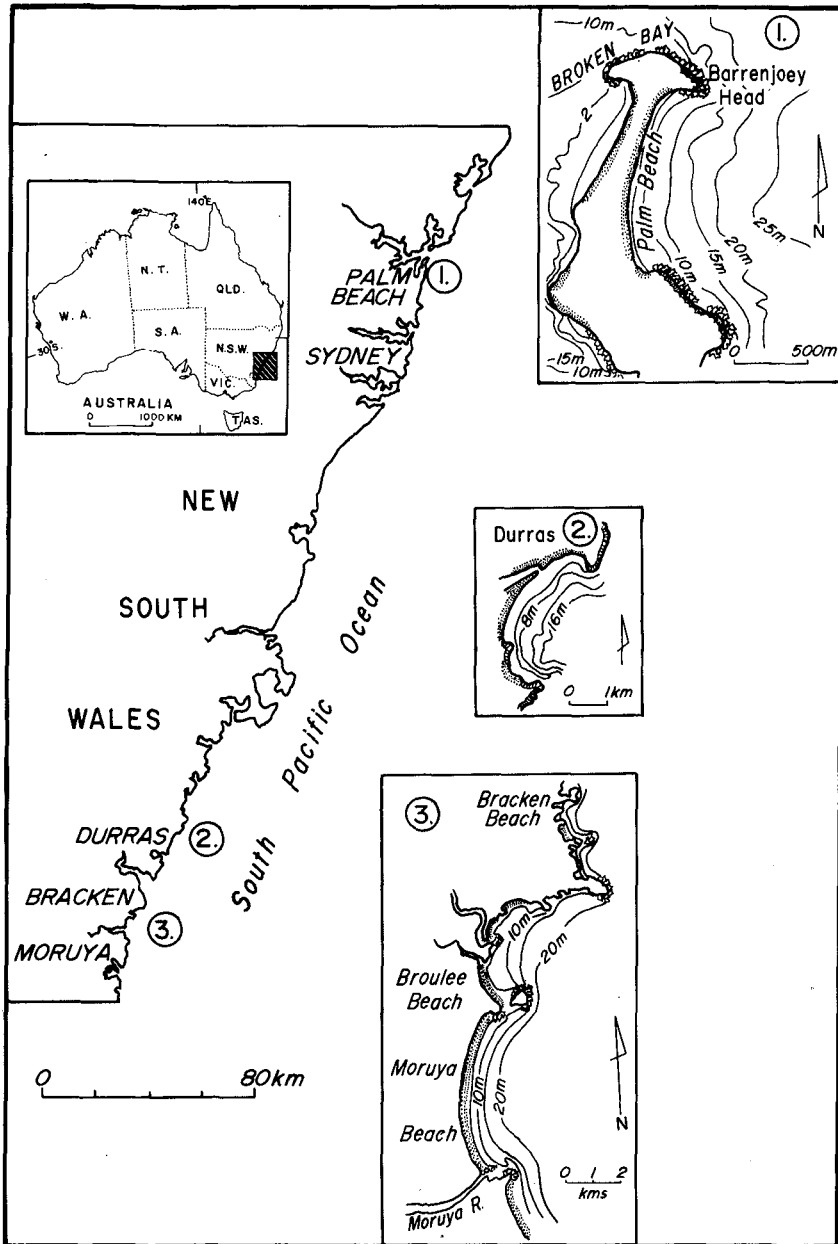 140°E
N.T.
QLD.
W.A.
S.A.
30°S.
N.S.W.
VIC.
AUSTRALIA
0 1000 KM
TAS.
PALM
BEACH
1.
SYDNEY
NEW
SOUTH
WALES
South Pacific Ocean
DURRAS
2.
BRACKEN
3.
MORUYA
0 80km
1.
10m
BROKEN BAY
Barrenjoey
Head
2
Palm Beach
25m
20m
15m
10m
N
15m
10m
0 500m
Durras
2.
8m
16m
0 1km
3.
Bracken
Beach
10m
20m
Broulee
Beach
Moruya
Beach
10m
20m
N
0 1 2
kms
Moruya R.